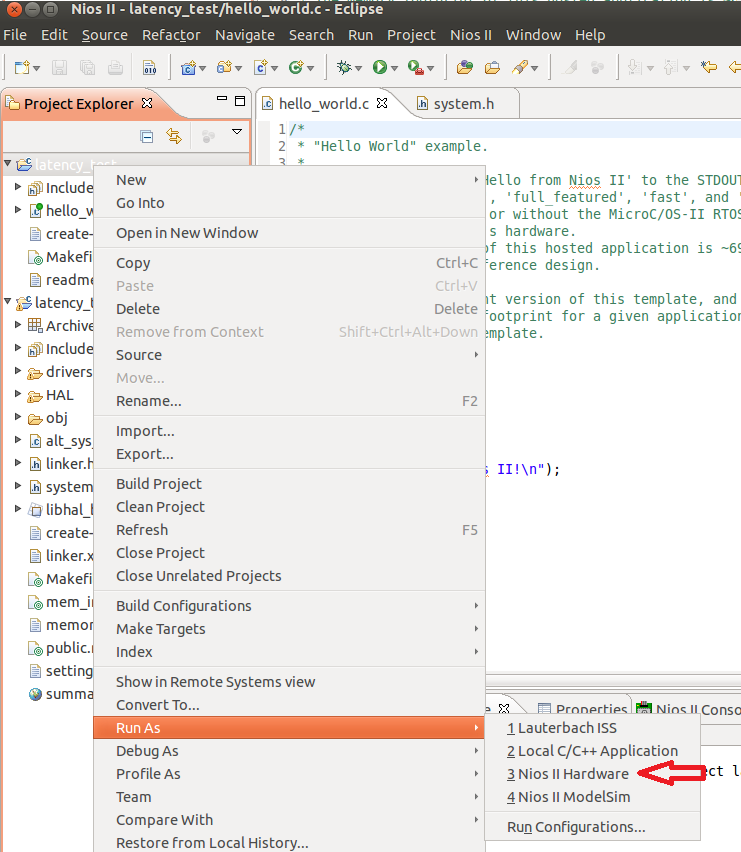 Nios II - latency_test/hello_world.c - Eclipse
File Edit Source Refactor Navigate Search Run Project Nios II Window Help
Project Explorer
hello_world.c
system.h
1 /*
2 * "Hello World" example.
3 *
latency_test
Include
hello_w
create-
Makefi
readme
latency_t
Archive
Include
drivers
HAL
obj
alt_sys_
linker.h
system
libhal_b
create-
linker.x
Makefi
mem_in
memor
public.m
setting
summa
Hello from Nios II' to the STDOUT
, 'full_featured', 'fast', and '
or without the MicroC/OS-II RTOS
s hardware.
of this hosted application is ~69
ference design.
nt version of this template, and
footprint for a given application
template.
s II!\n");
New
Go Into
Open in New Window
Copy Ctrl+C
Paste Ctrl+V
Delete Delete
Remove from Context Shift+Ctrl+Alt+Down
Source
Move...
Rename... F2
Import...
Export...
Build Project
Clean Project
Refresh F5
Close Project
Close Unrelated Projects
Build Configurations
Make Targets
Index
Show in Remote Systems view
Convert To...
Run As
Debug As
Profile As
Team
Compare With
Restore from Local History...
Properties
Nios II Conso
1 Lauterbach ISS
2 Local C/C++ Application
3 Nios II Hardware
4 Nios II ModelSim
Run Configurations...
ect la